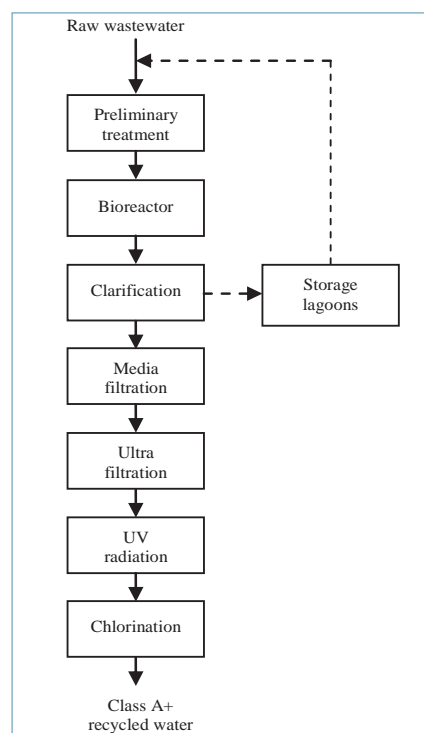 Raw wastewater
Preliminary
treatment
Bioreactor
Clarification
Storage
lagoons
Media
filtration
Ultra
filtration
UV
radiation
Chlorination
Class A+
recycled water